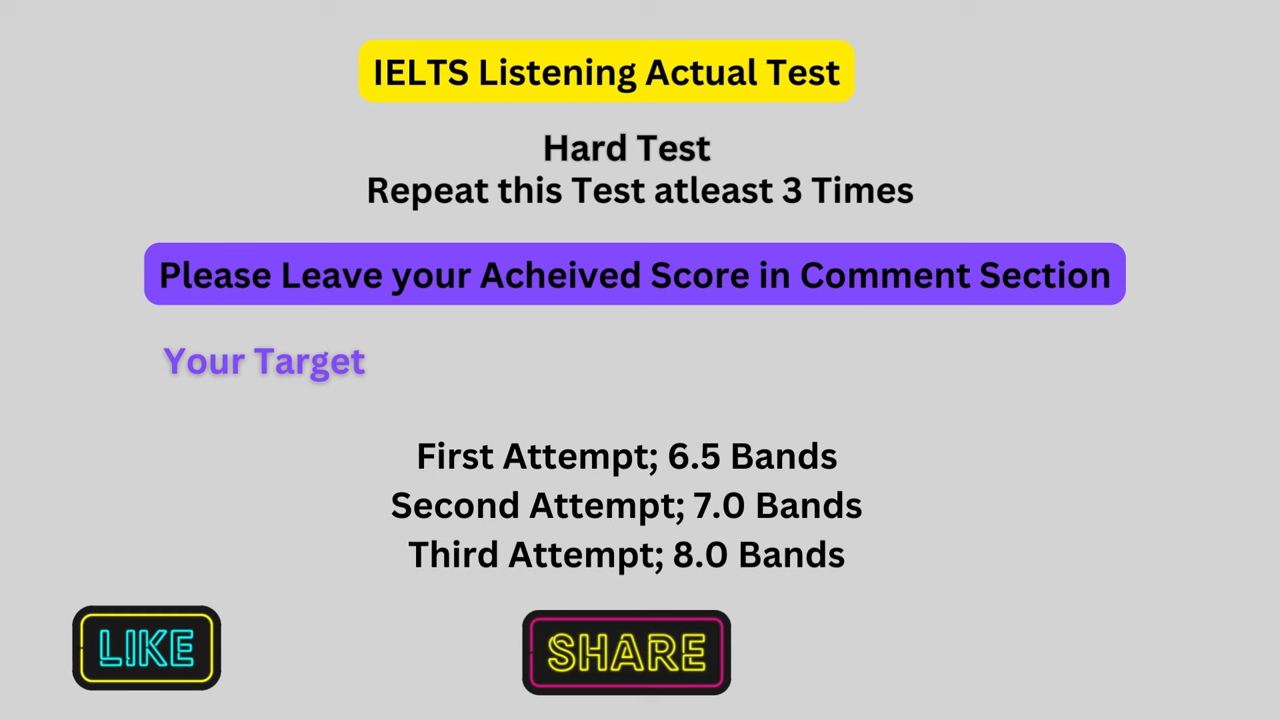 IELTS Listening Actual Test
Hard Test
Repeat this Test atleast 3 Times
Please Leave your Acheived Score in Comment Section
Your Target
First Attempt; 6.5 Bands
Second Attempt; 7.0 Bands
Third Attempt; 8.0 Bands
LIKE
SHARE